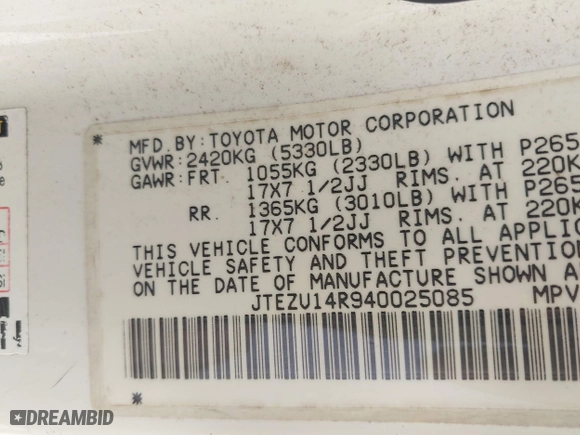 MFD.BY:TOYOTA MOTOR CORPORATION
GVWR:2420KG (5330LB)
GAWR:FRT. 1055KG (2330LB) WITH P265
17X7 1/2JJ RIMS. AT 220K
RR. 1365KG (3010LB) WITH P265
17X7 1/2JJ RIMS. AT 220K
THIS VEHICLE CONFORMS TO ALL APPLIC
VEHICLE SAFETY AND THEFT PREVENTION
ON THE DATE OF MANUFACTURE SHOWN A
JTEZU14R940025085 MPV
DREAMBID